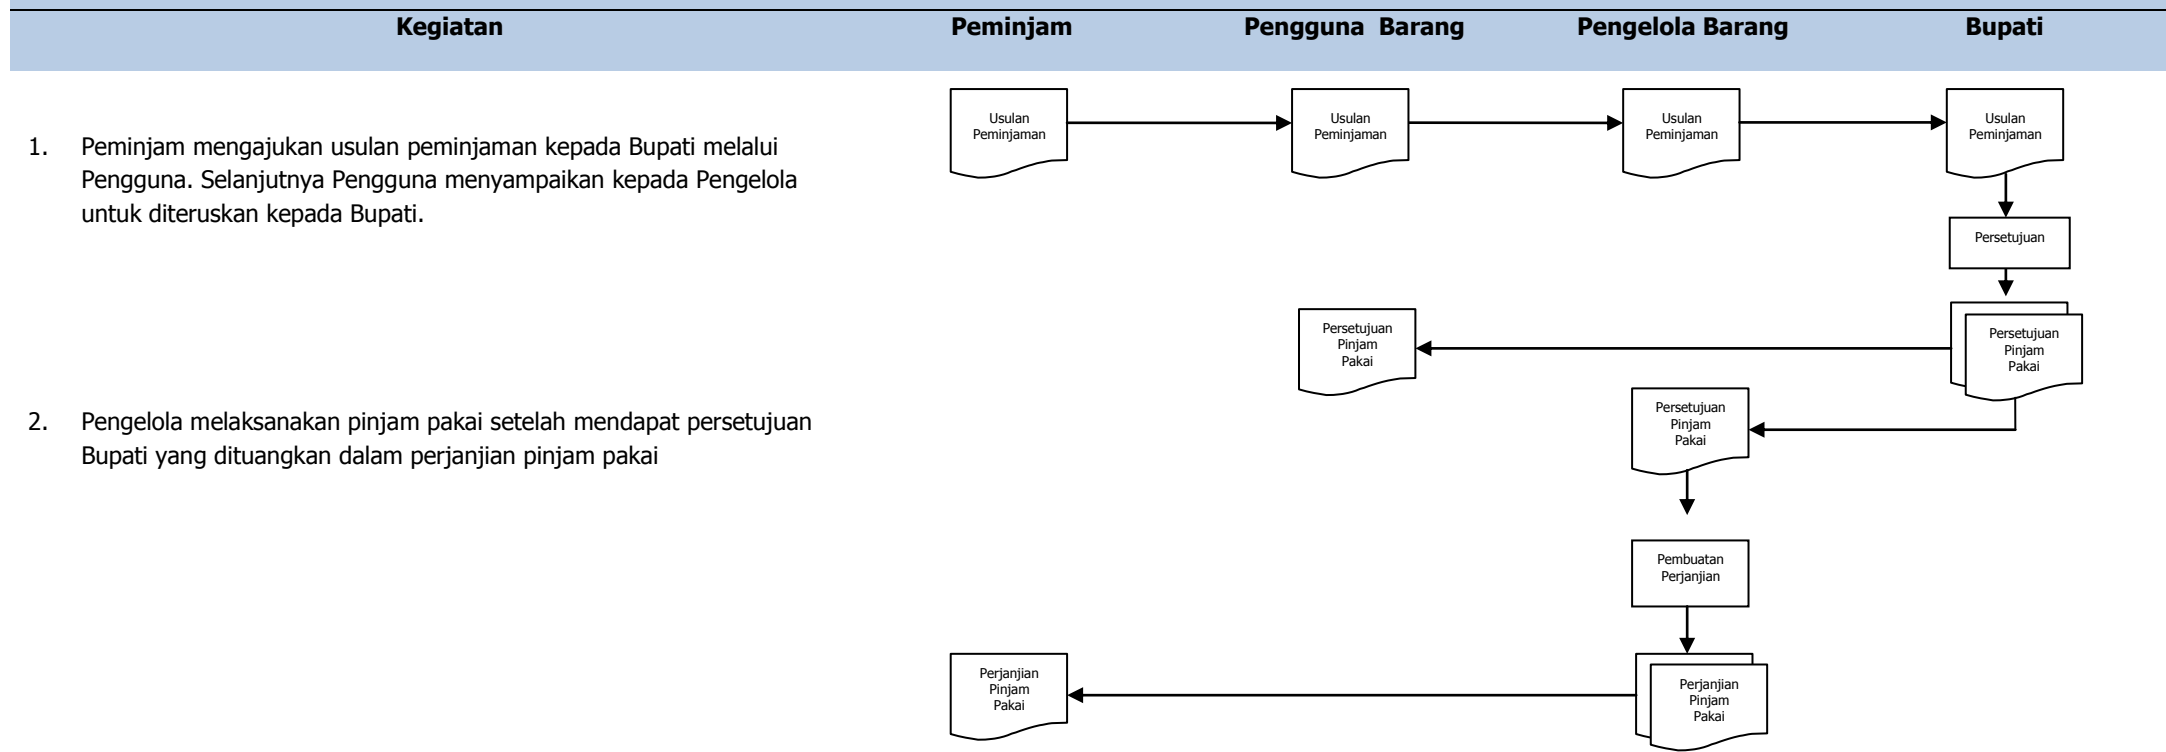 Kegiatan Peminjam Pengguna  Barang Pengelola Barang Bupati
Usulan
Peminjaman
Usulan
Peminjaman
Usulan
Peminjaman
Usulan
Peminjaman
1. Peminjam mengajukan usulan peminjaman kepada Bupati melalui
Pengguna. Selanjutnya Pengguna menyampaikan kepada Pengelola
untuk diteruskan kepada Bupati.
Persetujuan
Persetujuan
Pinjam
Pakai
Persetujuan
Pinjam
Pakai
2. Pengelola melaksanakan pinjam pakai setelah mendapat persetujuan
Bupati yang dituangkan dalam perjanjian pinjam pakai
Persetujuan
Pinjam
Pakai
Pembuatan
Perjanjian
Perjanjian
Pinjam
Pakai
Perjanjian
Pinjam
Pakai